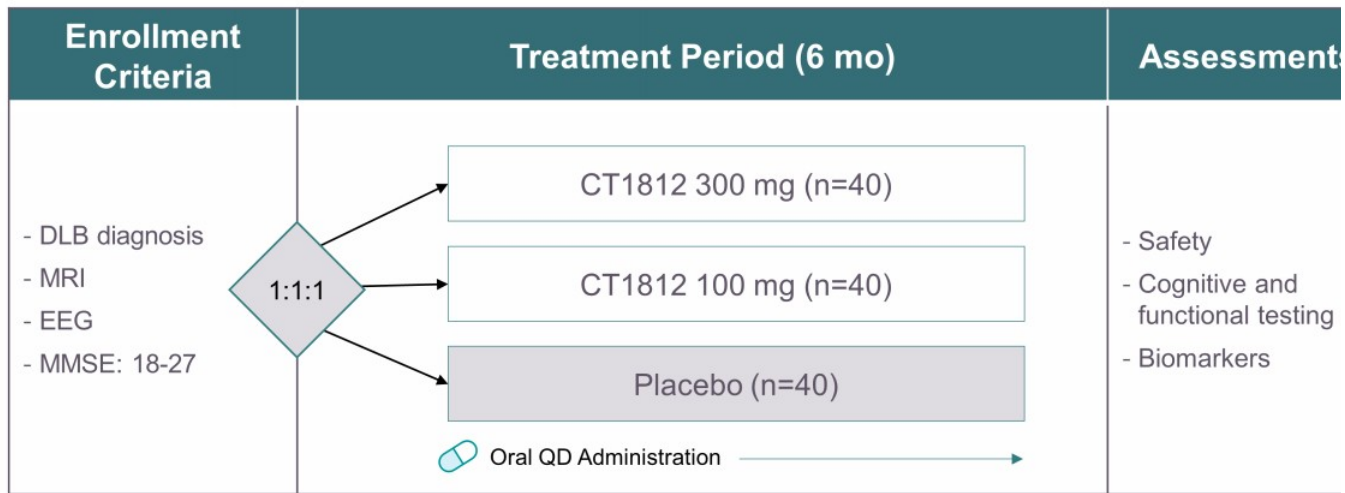 Enrollment
Criteria
Treatment Period (6 mo)
Assessments
- DLB diagnosis
- MRI
- EEG
- MMSE: 18-27
1:1:1
CT1812 300 mg (n=40)
CT1812 100 mg (n=40)
Placebo (n=40)
Oral QD Administration
- Safety
- Cognitive and
functional testing
- Biomarkers